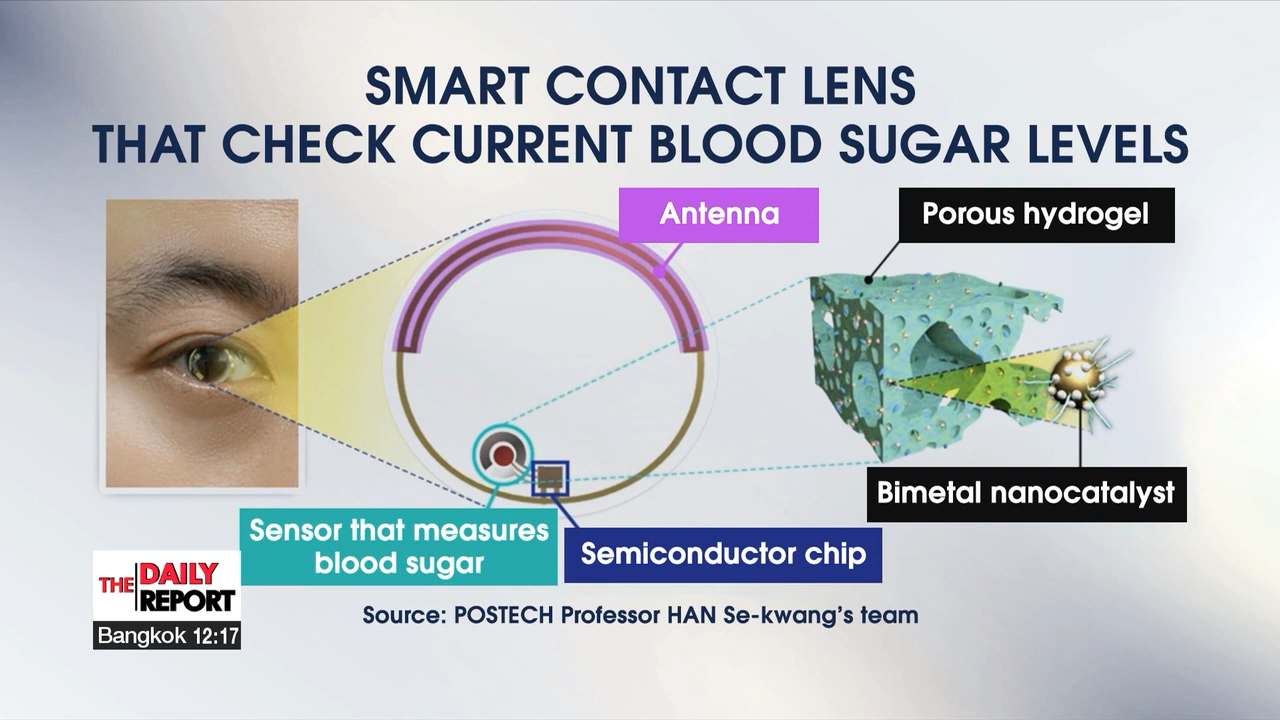 SMART CONTACT LENS
THAT CHECK CURRENT BLOOD SUGAR LEVELS
Antenna
Porous hydrogel
Bimetal nanocatalyst
Sensor that measures
blood sugar
Semiconductor chip
Source: POSTECH Professor HAN Se-kwang's team
THE DAILY
REPORT
Bangkok 12:17